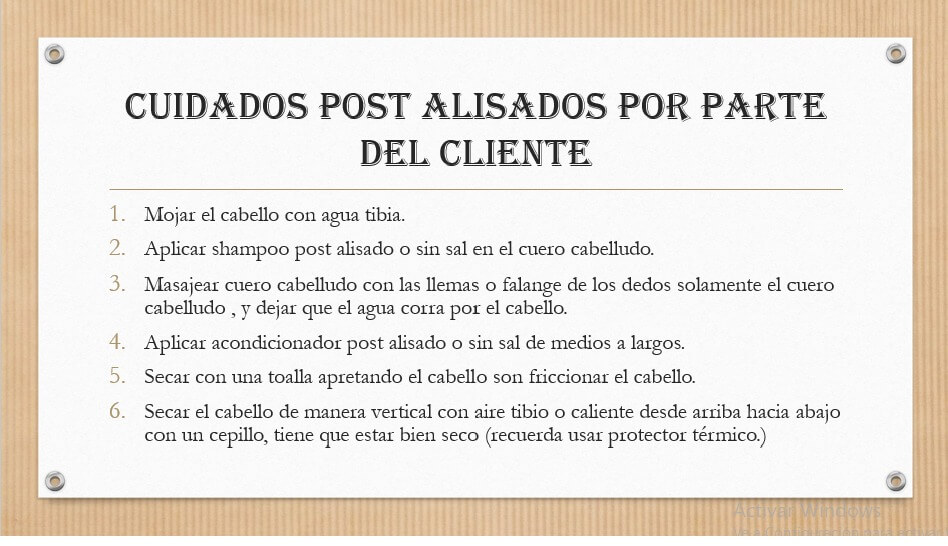 CUIDADOS POST ALISADOS POR PARTE
DEL CLIENTE
1. Mojar el cabello con agua tibia.
2. Aplicar shampoo post alisado o sin sal en el cuero cabelludo.
3. Masajear cuero cabelludo con las llemas o falange de los dedos solamente el cuero
cabelludo , y dejar que el agua corra por el cabello.
4. Aplicar acondicionador post alisado o sin sal de medios a largos.
5. Secar con una toalla apretando el cabello son friccionar el cabello.
6. Secar el cabello de manera vertical con aire tibio o caliente desde arriba hacia abajo
con un cepillo, tiene que estar bien seco (recuerda usar protector térmico.)
Activar Windows